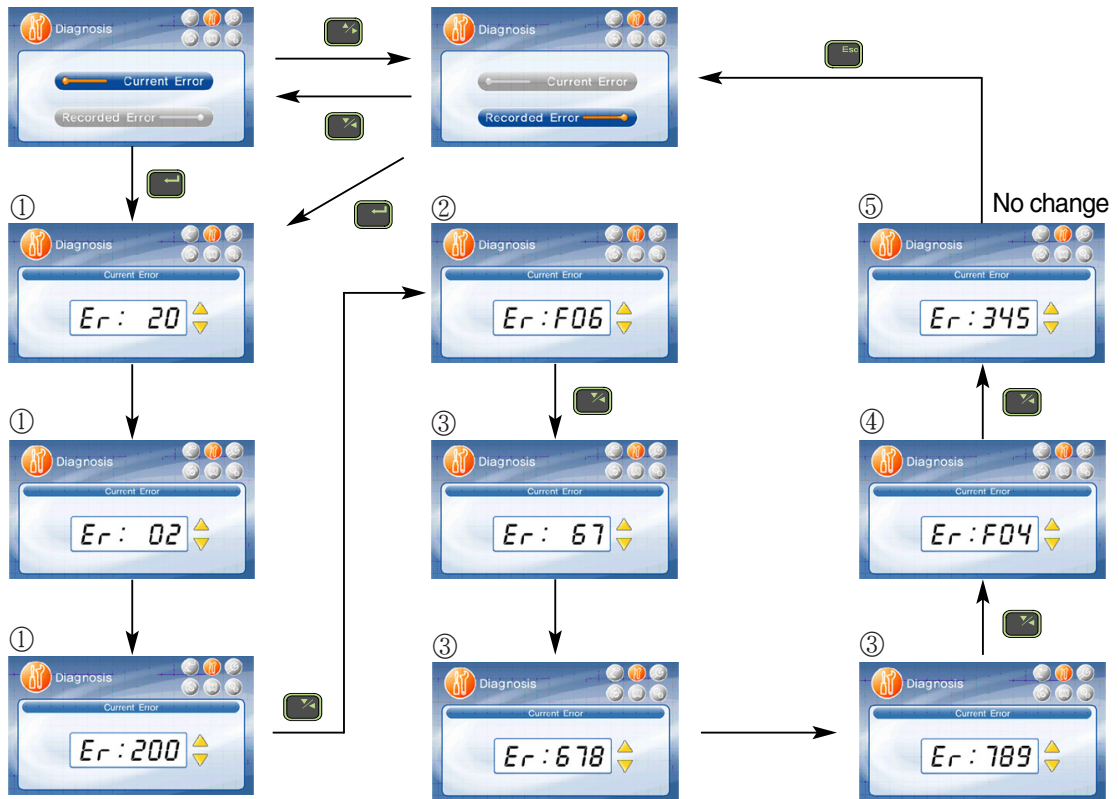 Diagnosis
Current Error
Recorded Error
Diagnosis
Current Error
Recorded Error
Esc
①
Diagnosis
Current Error
Er: 20
②
Diagnosis
Current Error
Er:F06
⑤
No change
Diagnosis
Current Error
Er:345
①
Diagnosis
Current Error
Er: 02
③
Diagnosis
Current Error
Er: 67
④
Diagnosis
Current Error
Er:F04
①
Diagnosis
Current Error
Er:200
③
Diagnosis
Current Error
Er:678
③
Diagnosis
Current Error
Er:789